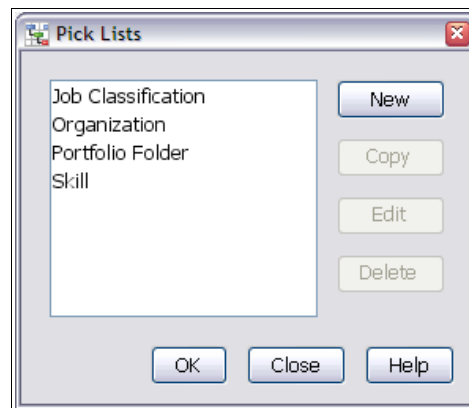 Pick Lists
Job Classification
Organization
Portfolio Folder
Skill
New
Copy
Edit
Delete
OK
Close
Help